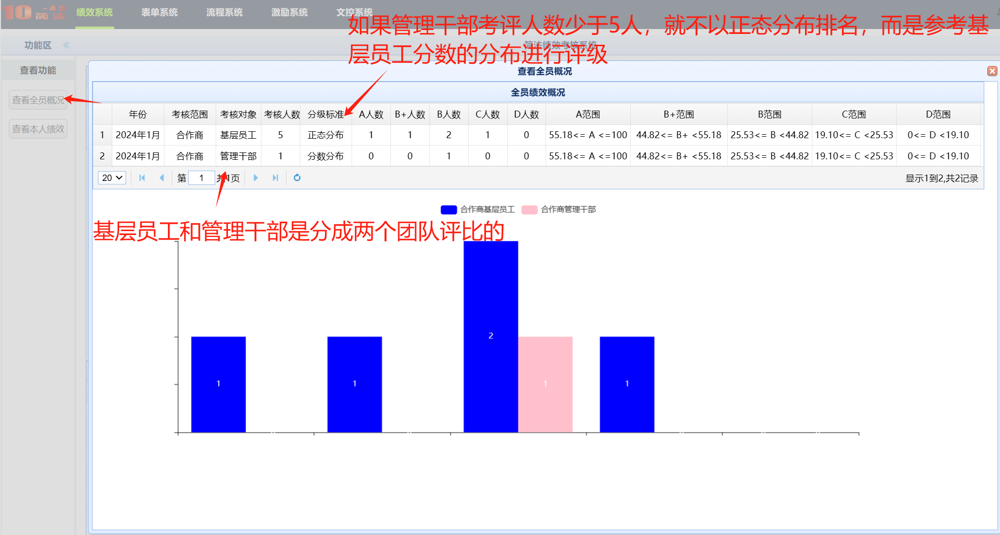 10 -43 简法
绩效系统 表单系统 流程系统 激励系统 文控系统
如果管理干部考评人数少于5人，就不以正态分布排名，而是参考基
层员工分数的分布进行评级
功能区
简法绩效考核系统
查看功能
查看全员概况
查看本人绩效
查看全员概况
全员绩效概况
年份 考核范围 考核对象 考核人数 分级标准 A人数 B+人数 B人数 C人数 D人数 A范围 B+范围 B范围 C范围 D范围
1 2024年1月 合作商 基层员工 5 正态分布 1 1 2 1 0 55.18<= A <=100 44.82<= B+ <55.18 25.53<= B <44.82 19.10<= C <25.53 0<= D <19.10
2 2024年1月 合作商 管理干部 1 分数分布 0 0 1 0 0 55.18<= A <=100 44.82<= B+ <55.18 25.53<= B <44.82 19.10<= C <25.53 0<= D <19.10
20 第 1 共1页 显示1到2,共2记录
合作商基层员工 合作商管理干部
基层员工和管理干部是分成两个团队评比的
2
1 1 1 1